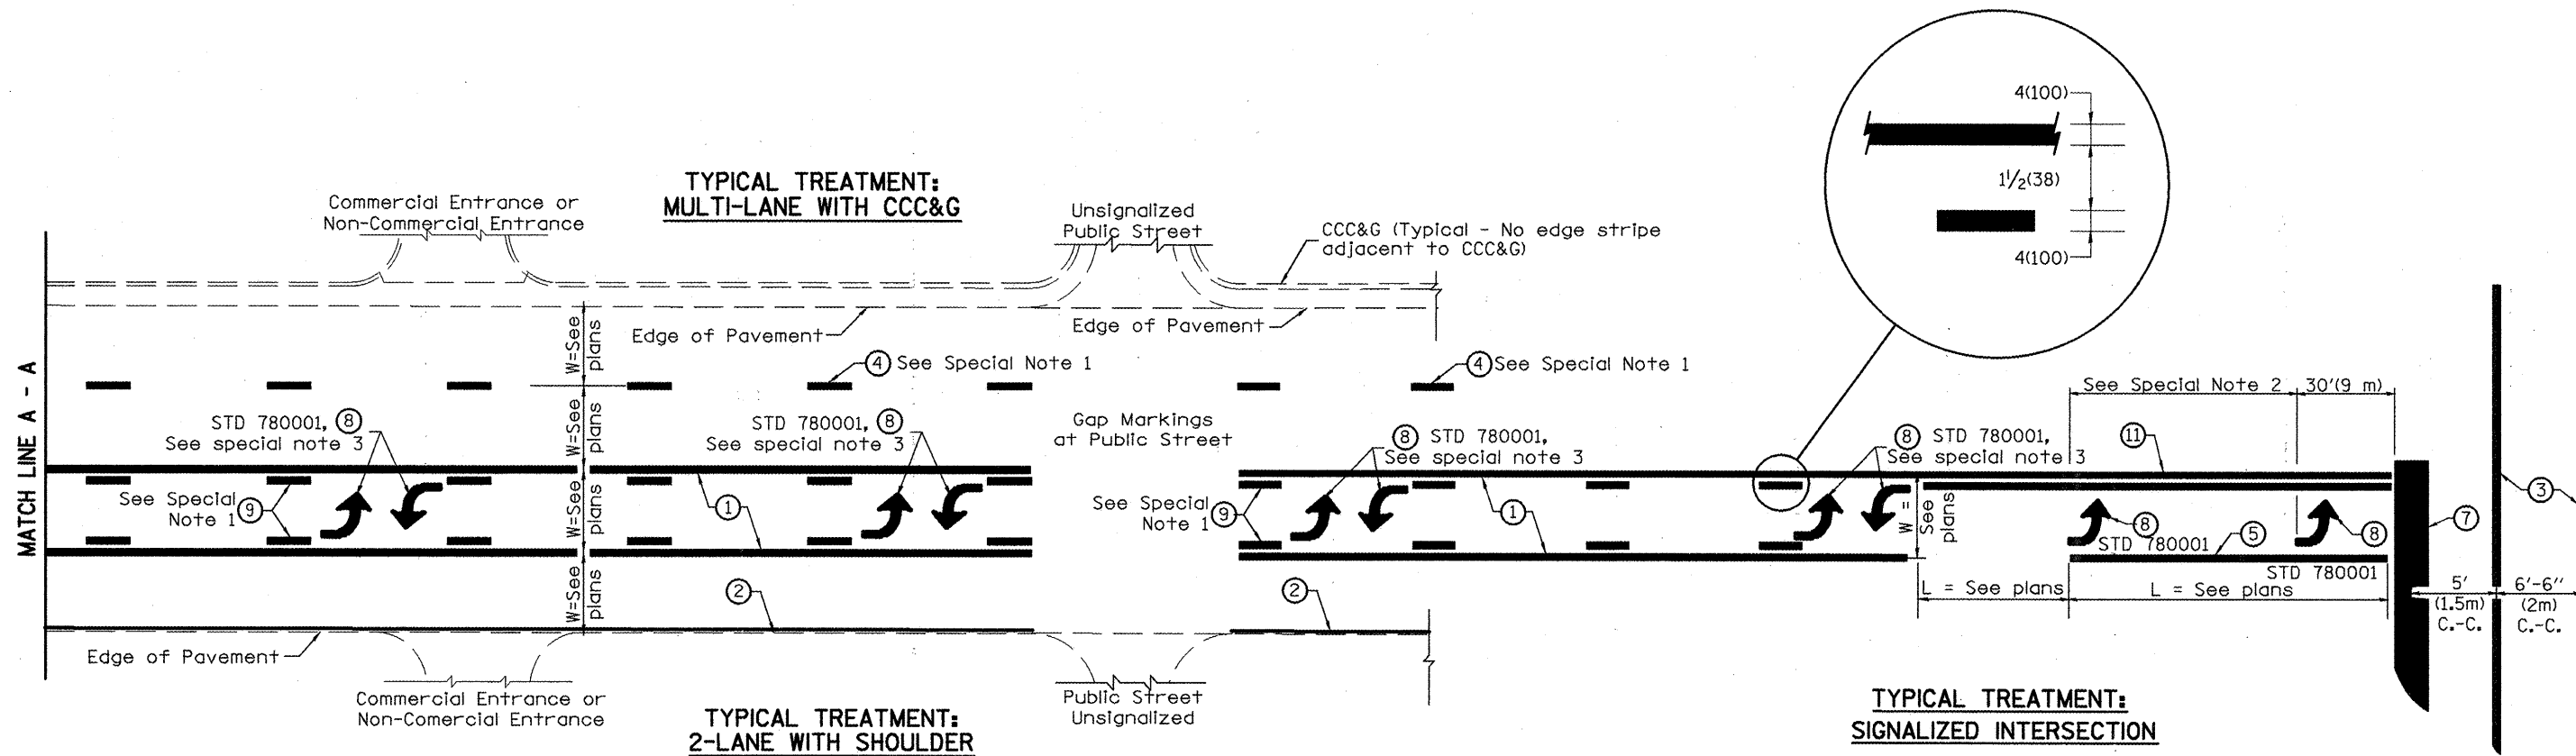 TYPICAL TREATMENT:
MULTI-LANE WITH CCC&G
Commercial Entrance or
Non-Commercial Entrance
Unsignalized
Public Street
CCC&G (Typical - No edge stripe
adjacent to CCC&G)
4(100)
1 1/2(38)
4(100)
Edge of Pavement
Edge of Pavement
W=See
plans
MATCH LINE A - A
4 See Special Note 1
4 See Special Note 1
STD 780001, 8
See special note 3
W=See
plans
STD 780001, 8
See special note 3
Gap Markings
at Public Street
8 STD 780001,
See special note 3
8 STD 780001,
See special note 3
See Special Note 2
30'(9 m)
11
See Special
Note 1 9
1
W=See
plans
See Special
Note 1 9
1
W =
See
plans
8
8
7
3
STD 780001
5
STD 780001
L = See plans
L = See plans
5'
(1.5m)
C.-C.
6'-6"
(2m)
C.-C.
2
W=See
plans
2
Edge of Pavement
Commercial Entrance or
Non-Comercial Entrance
Public Street
Unsignalized
TYPICAL TREATMENT:
2-LANE WITH SHOULDER
TYPICAL TREATMENT:
SIGNALIZED INTERSECTION